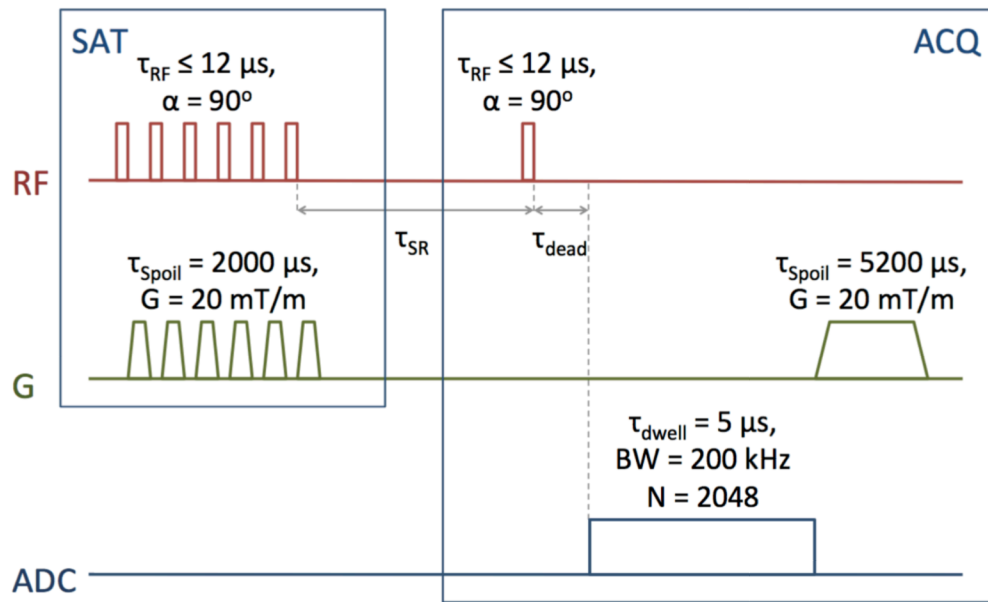 SAT
τRF ≤ 12 μs,
α = 90o
ACQ
τRF ≤ 12 μs,
α = 90o
RF
τSR
τdead
τSpoil = 2000 μs,
G = 20 mT/m
τSpoil = 5200 μs,
G = 20 mT/m
G
τdwell = 5 μs,
BW = 200 kHz
N = 2048
ADC